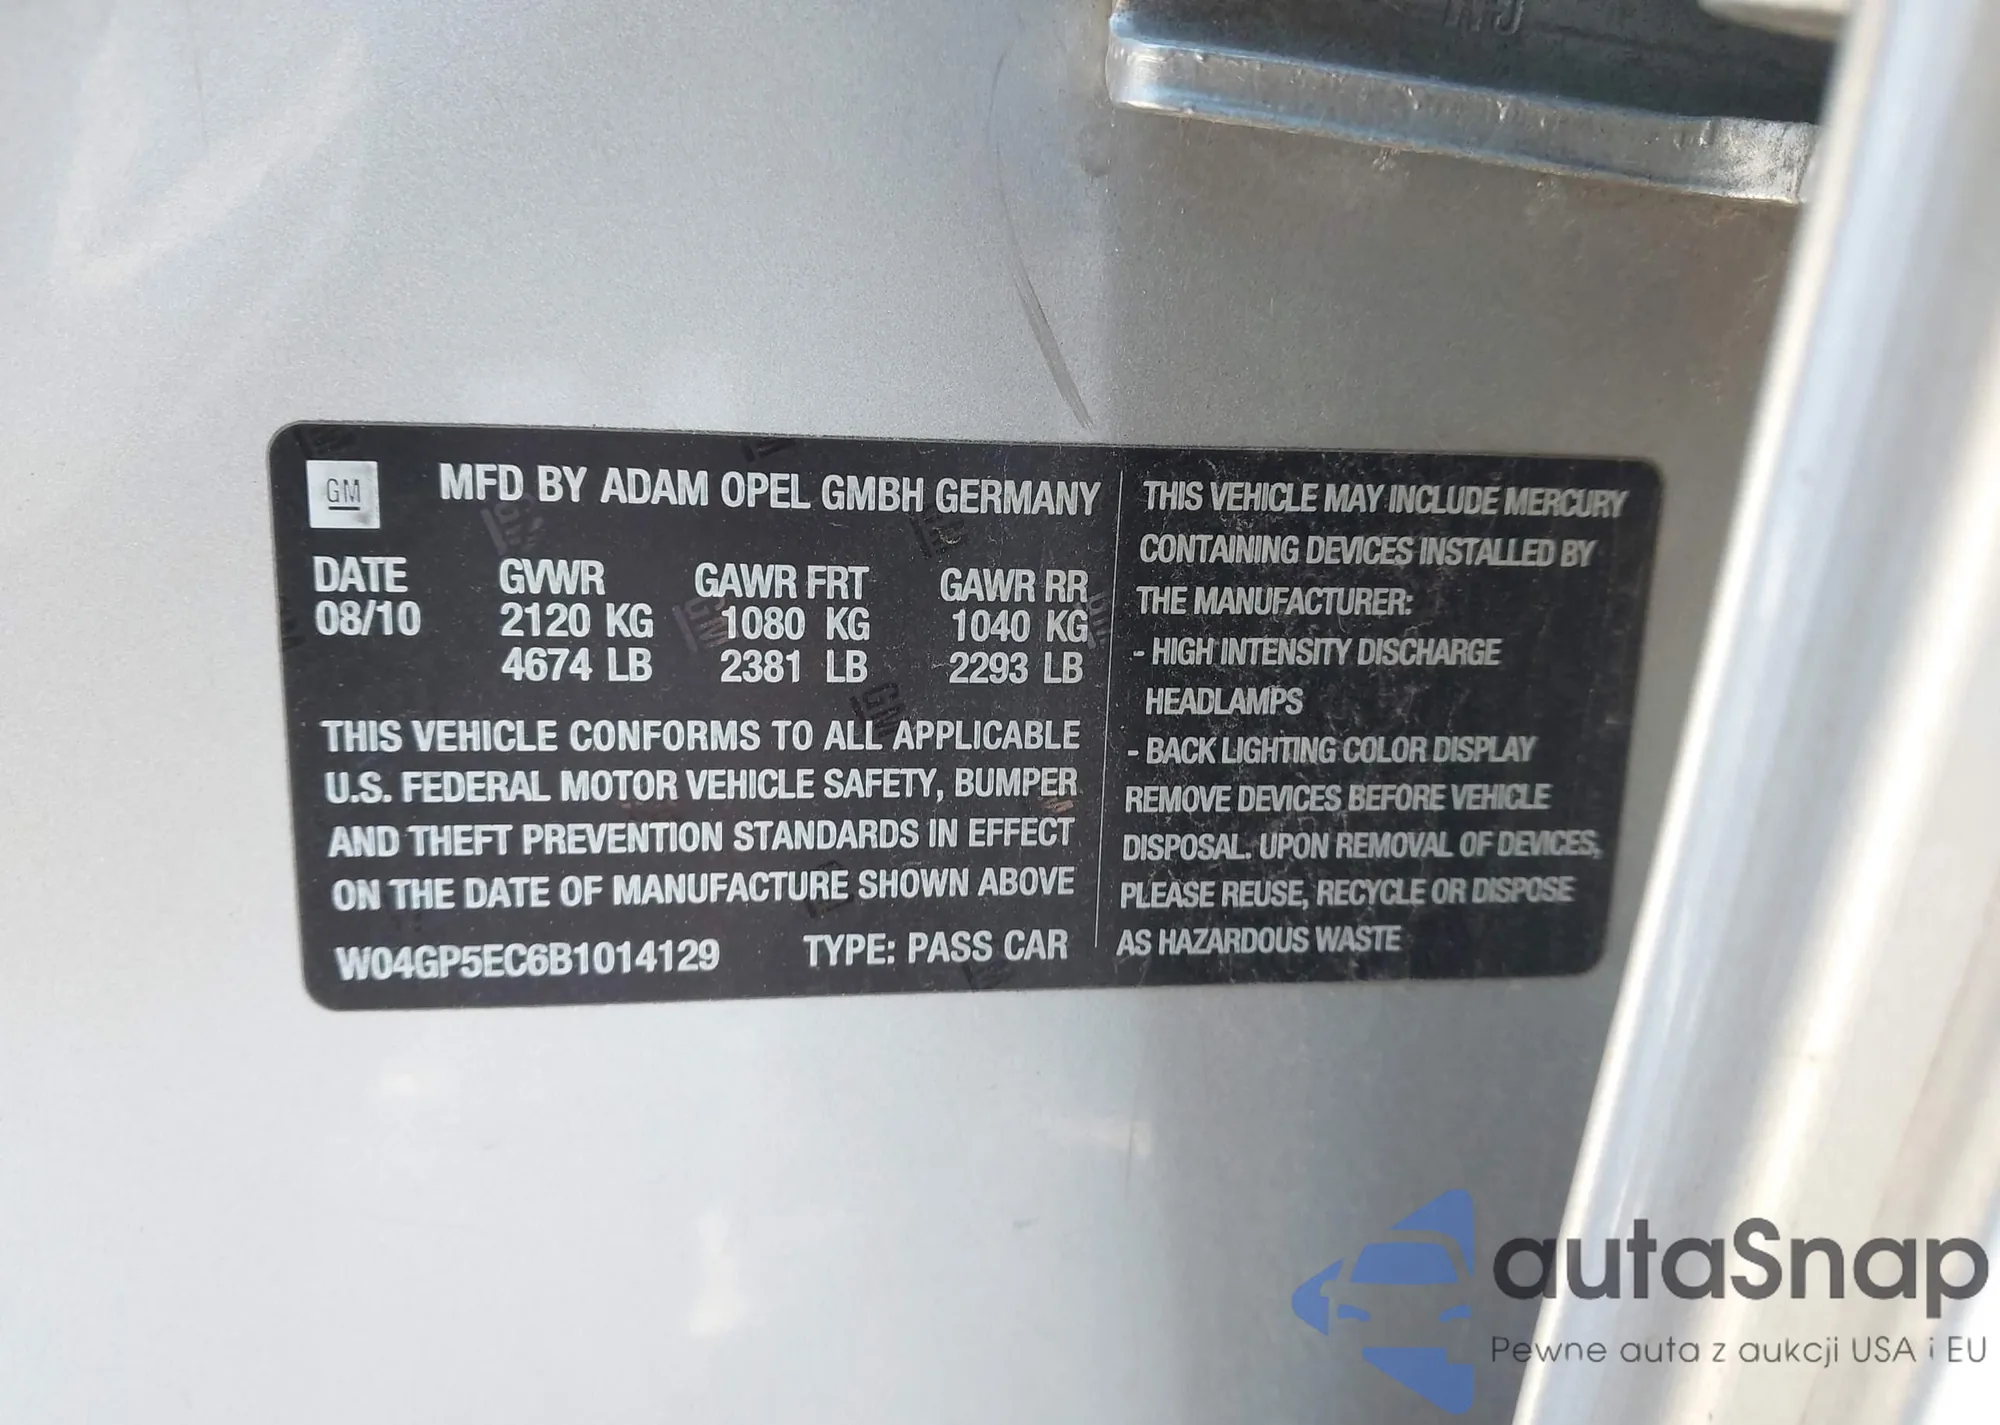 GM
MFD BY ADAM OPEL GMBH GERMANY
DATE GVWR GAWR FRT GAWR RR
08/10 2120 KG 1080 KG 1040 KG
4674 LB 2381 LB 2293 LB
THIS VEHICLE CONFORMS TO ALL APPLICABLE
U.S. FEDERAL MOTOR VEHICLE SAFETY, BUMPER
AND THEFT PREVENTION STANDARDS IN EFFECT
ON THE DATE OF MANUFACTURE SHOWN ABOVE
W04GP5EC6B1014129 TYPE: PASS CAR
THIS VEHICLE MAY INCLUDE MERCURY
CONTAINING DEVICES INSTALLED BY
THE MANUFACTURER:
- HIGH INTENSITY DISCHARGE
HEADLAMPS
- BACK LIGHTING COLOR DISPLAY
REMOVE DEVICES BEFORE VEHICLE
DISPOSAL. UPON REMOVAL OF DEVICES,
PLEASE REUSE, RECYCLE OR DISPOSE
AS HAZARDOUS WASTE
autaSnap
Pewne auta z aukcji USA i EU